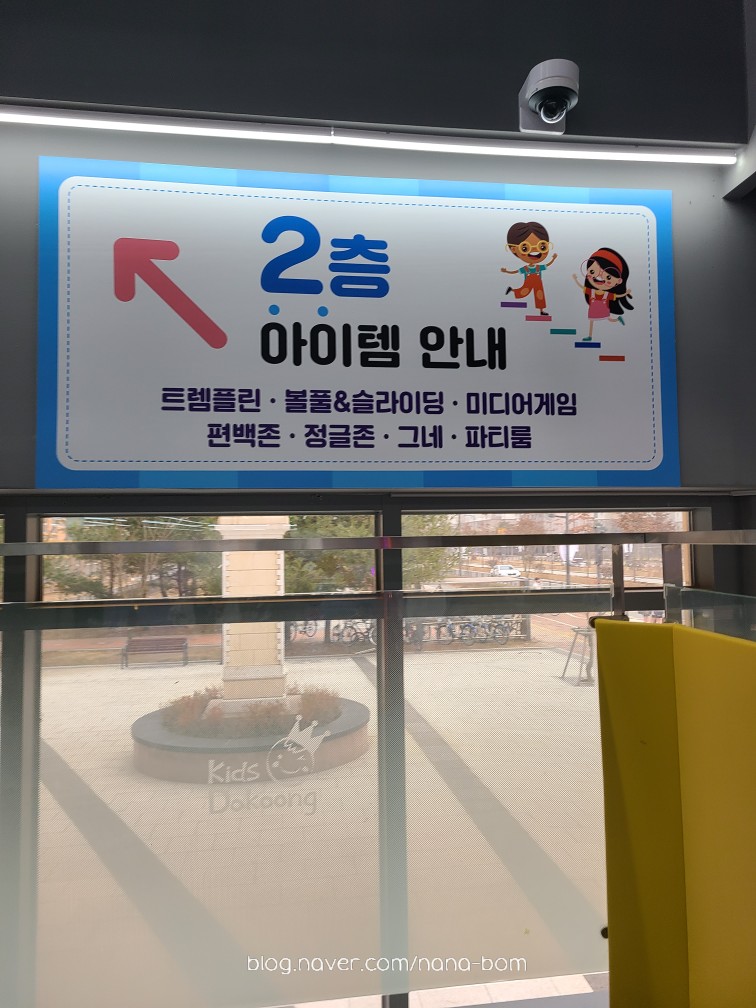 2층
아이템 안내
트렘플린 · 볼풀&슬라이딩 · 미디어게임
편백존 · 정글존 · 그네 · 파티룸
Kids
Dakoong
blog.naver.com/nana-bom